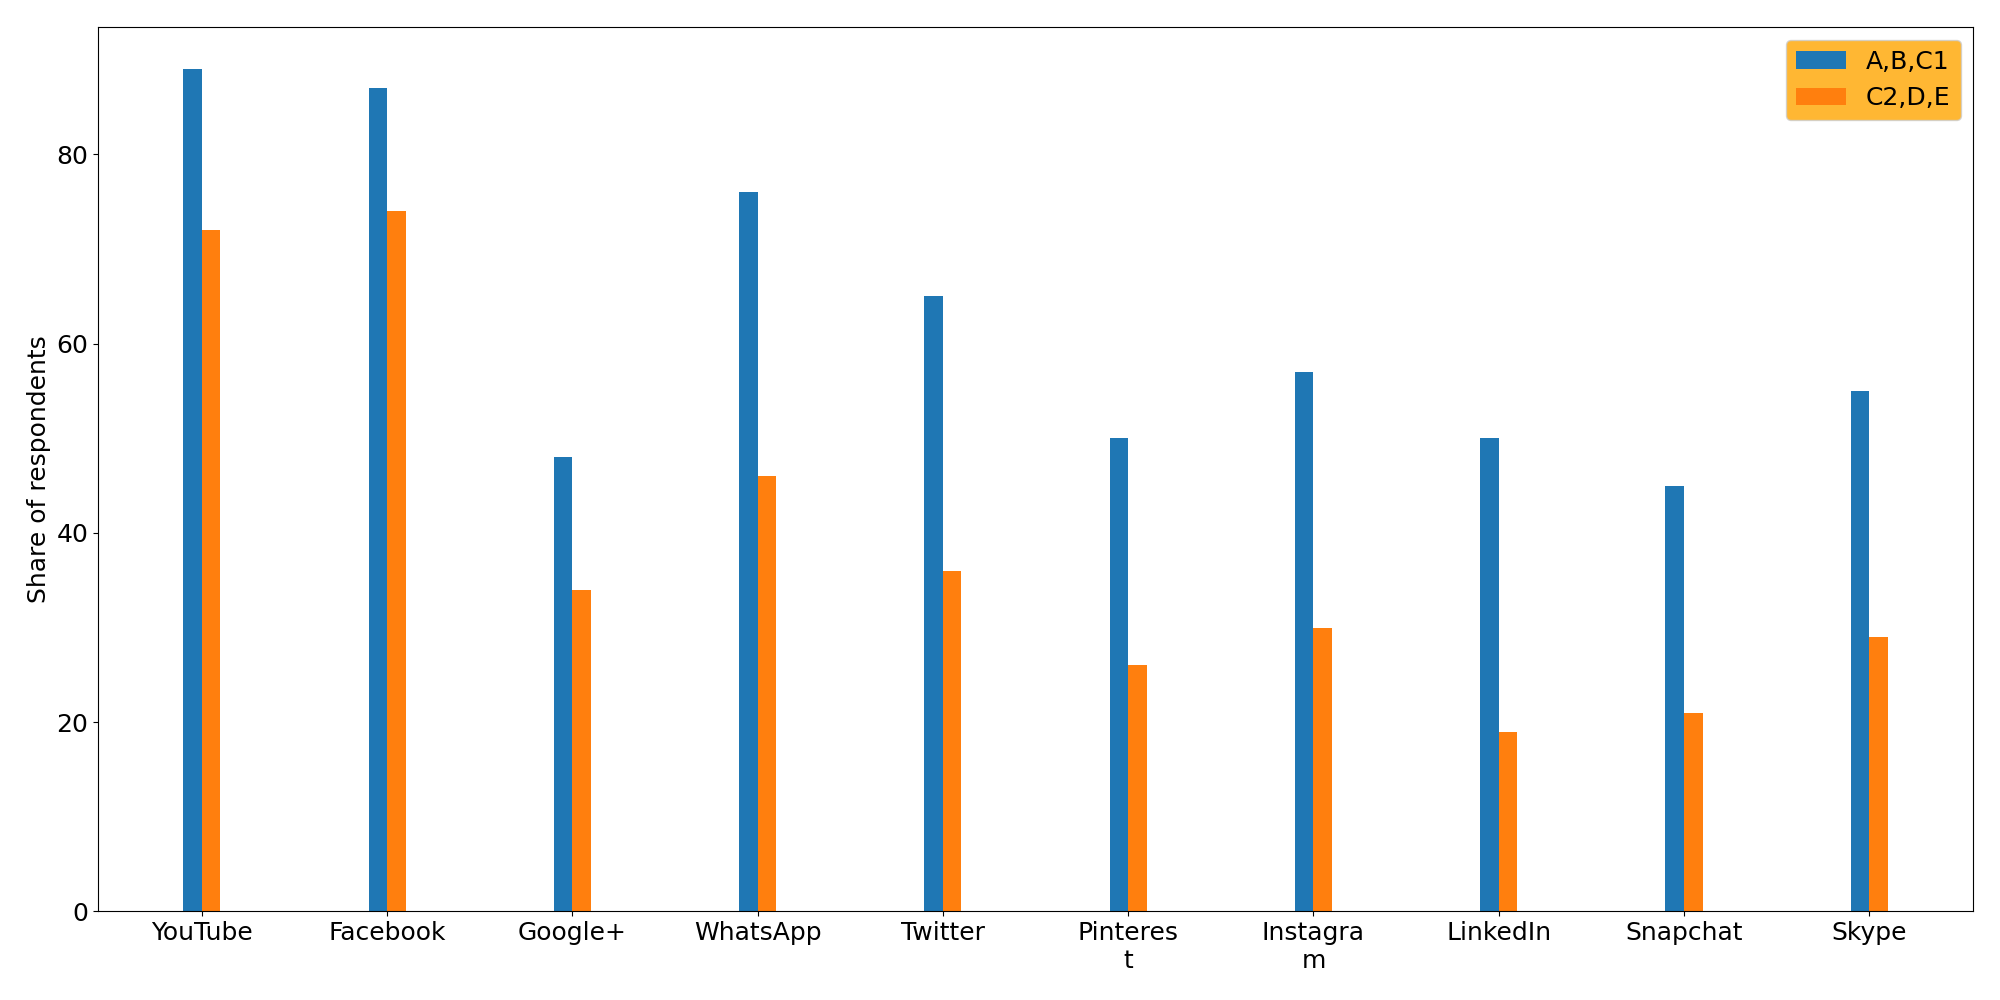 A,B,C1
C2,D,E
Share of respondents
80
60
40
20
0
YouTube Facebook Google+ WhatsApp Twitter Pinteres Instagra LinkedIn Snapchat Skype
t m